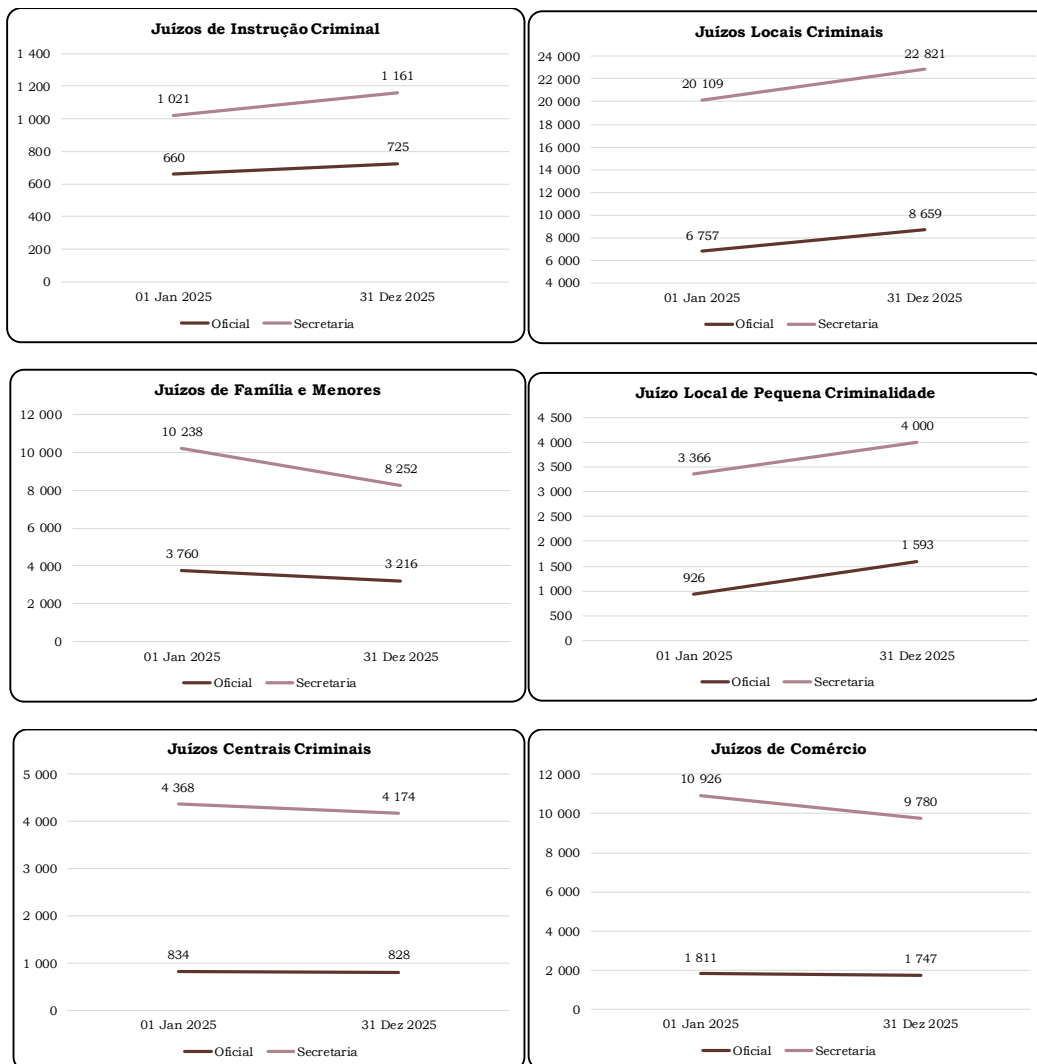 Juízos de Instrução Criminal
1 400
1 200
1 000
800
600
400
200
0
1 021
1 161
660
725
01 Jan 2025
31 Dez 2025
Oficial
Secretaria
Juízos Locais Criminais
24 000
22 000
20 000
18 000
16 000
14 000
12 000
10 000
8 000
6 000
4 000
20 109
22 821
6 757
8 659
01 Jan 2025
31 Dez 2025
Oficial
Secretaria
Juízos de Família e Menores
12 000
10 000
8 000
6 000
4 000
2 000
0
10 238
8 252
3 760
3 216
01 Jan 2025
31 Dez 2025
Oficial
Secretaria
Juízo Local de Pequena Criminalidade
4 500
4 000
3 500
3 000
2 500
2 000
1 500
1 000
500
0
3 366
4 000
926
1 593
01 Jan 2025
31 Dez 2025
Oficial
Secretaria
Juízos Centrais Criminais
5 000
4 000
3 000
2 000
1 000
0
4 368
4 174
834
828
01 Jan 2025
31 Dez 2025
Oficial
Secretaria
Juízos de Comércio
12 000
10 000
8 000
6 000
4 000
2 000
0
10 926
9 780
1 811
1 747
01 Jan 2025
31 Dez 2025
Oficial
Secretaria